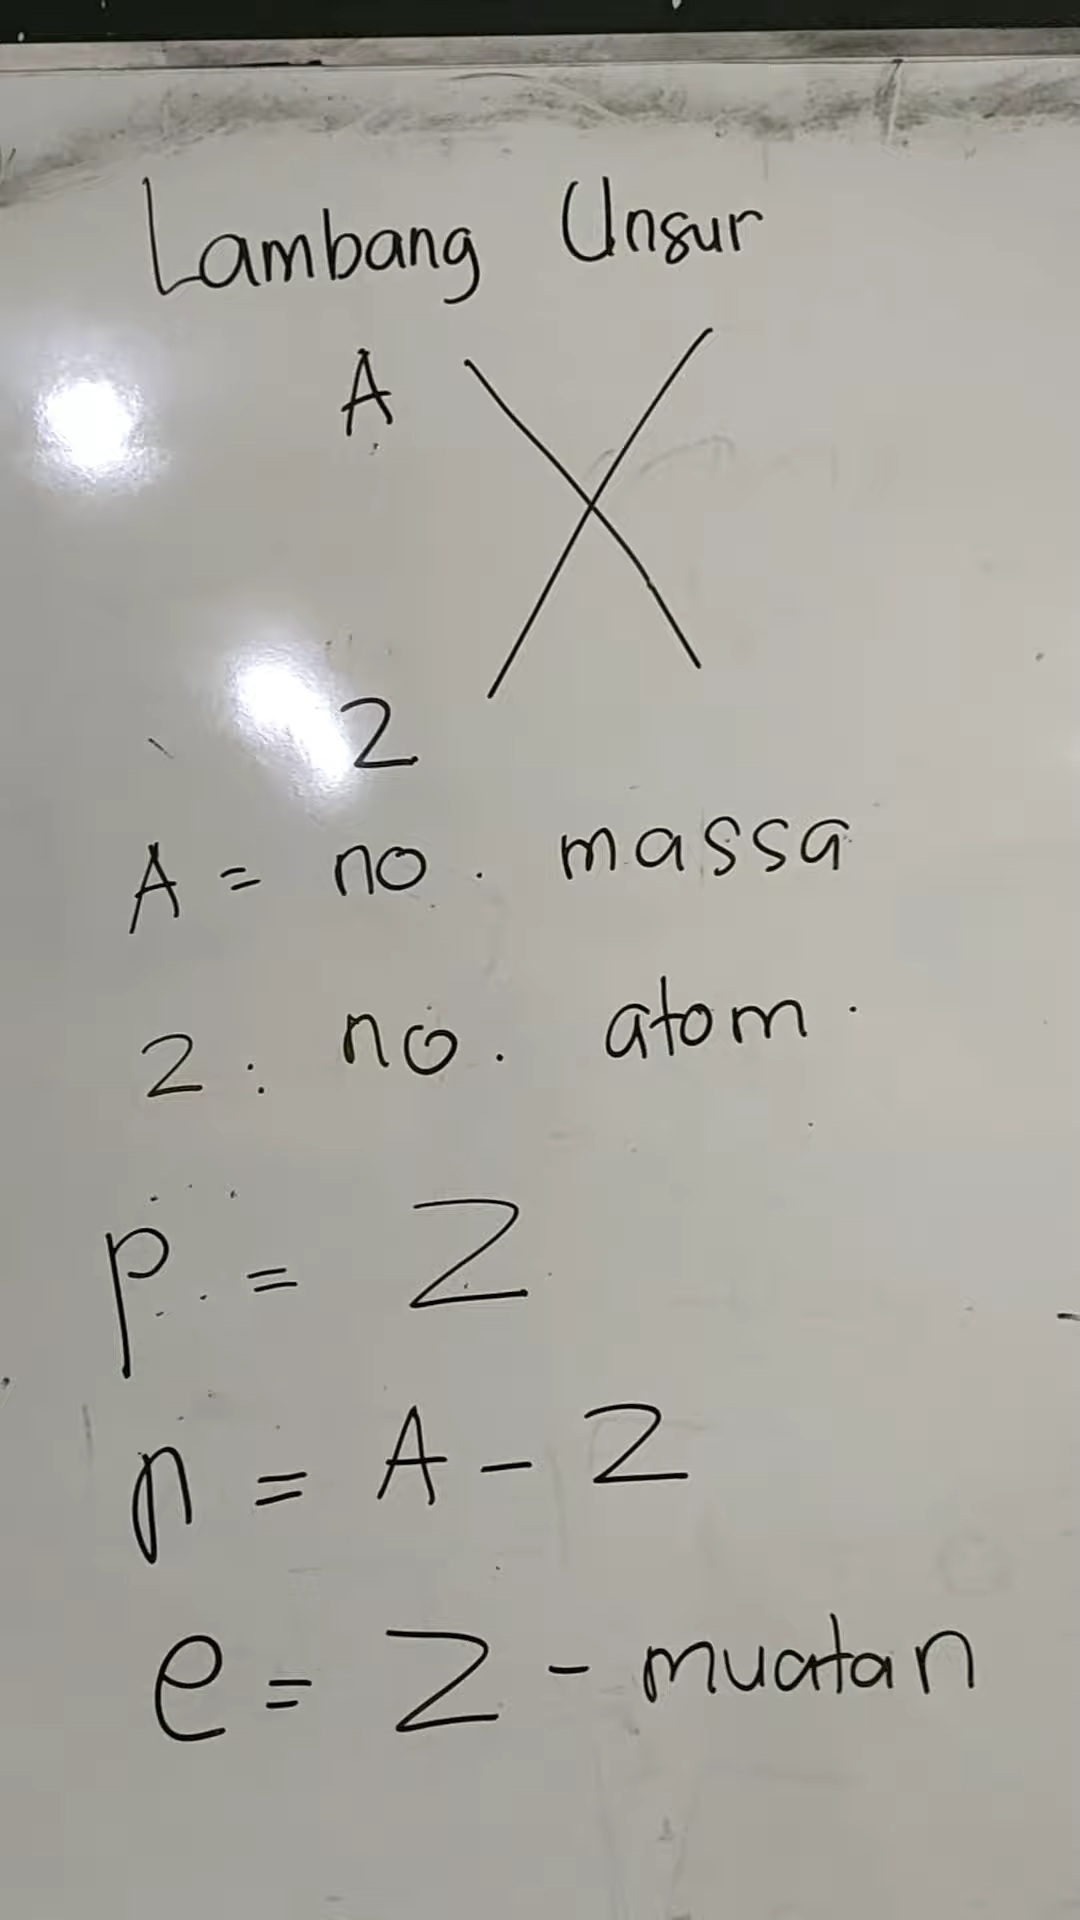 Lambang Unsur
A X
Z
A = no. massa
Z : no. atom.
p = Z
n = A - Z
e = Z - muatan